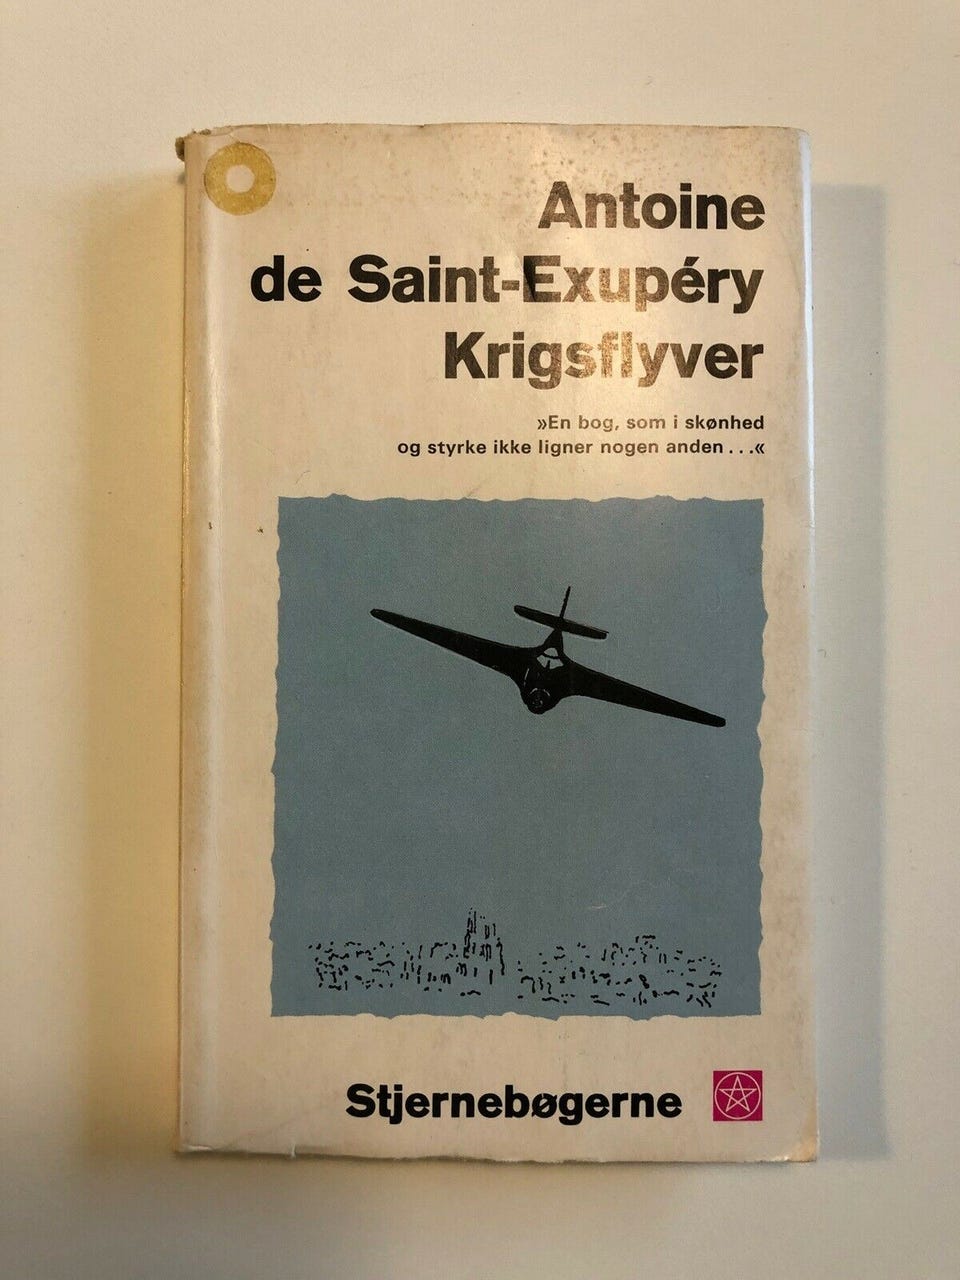 Antoine
de Saint-Exupéry
Krigsflyver
»En bog, som i skønhed
og styrke ikke ligner nogen anden . . .«
Stjernebøgerne